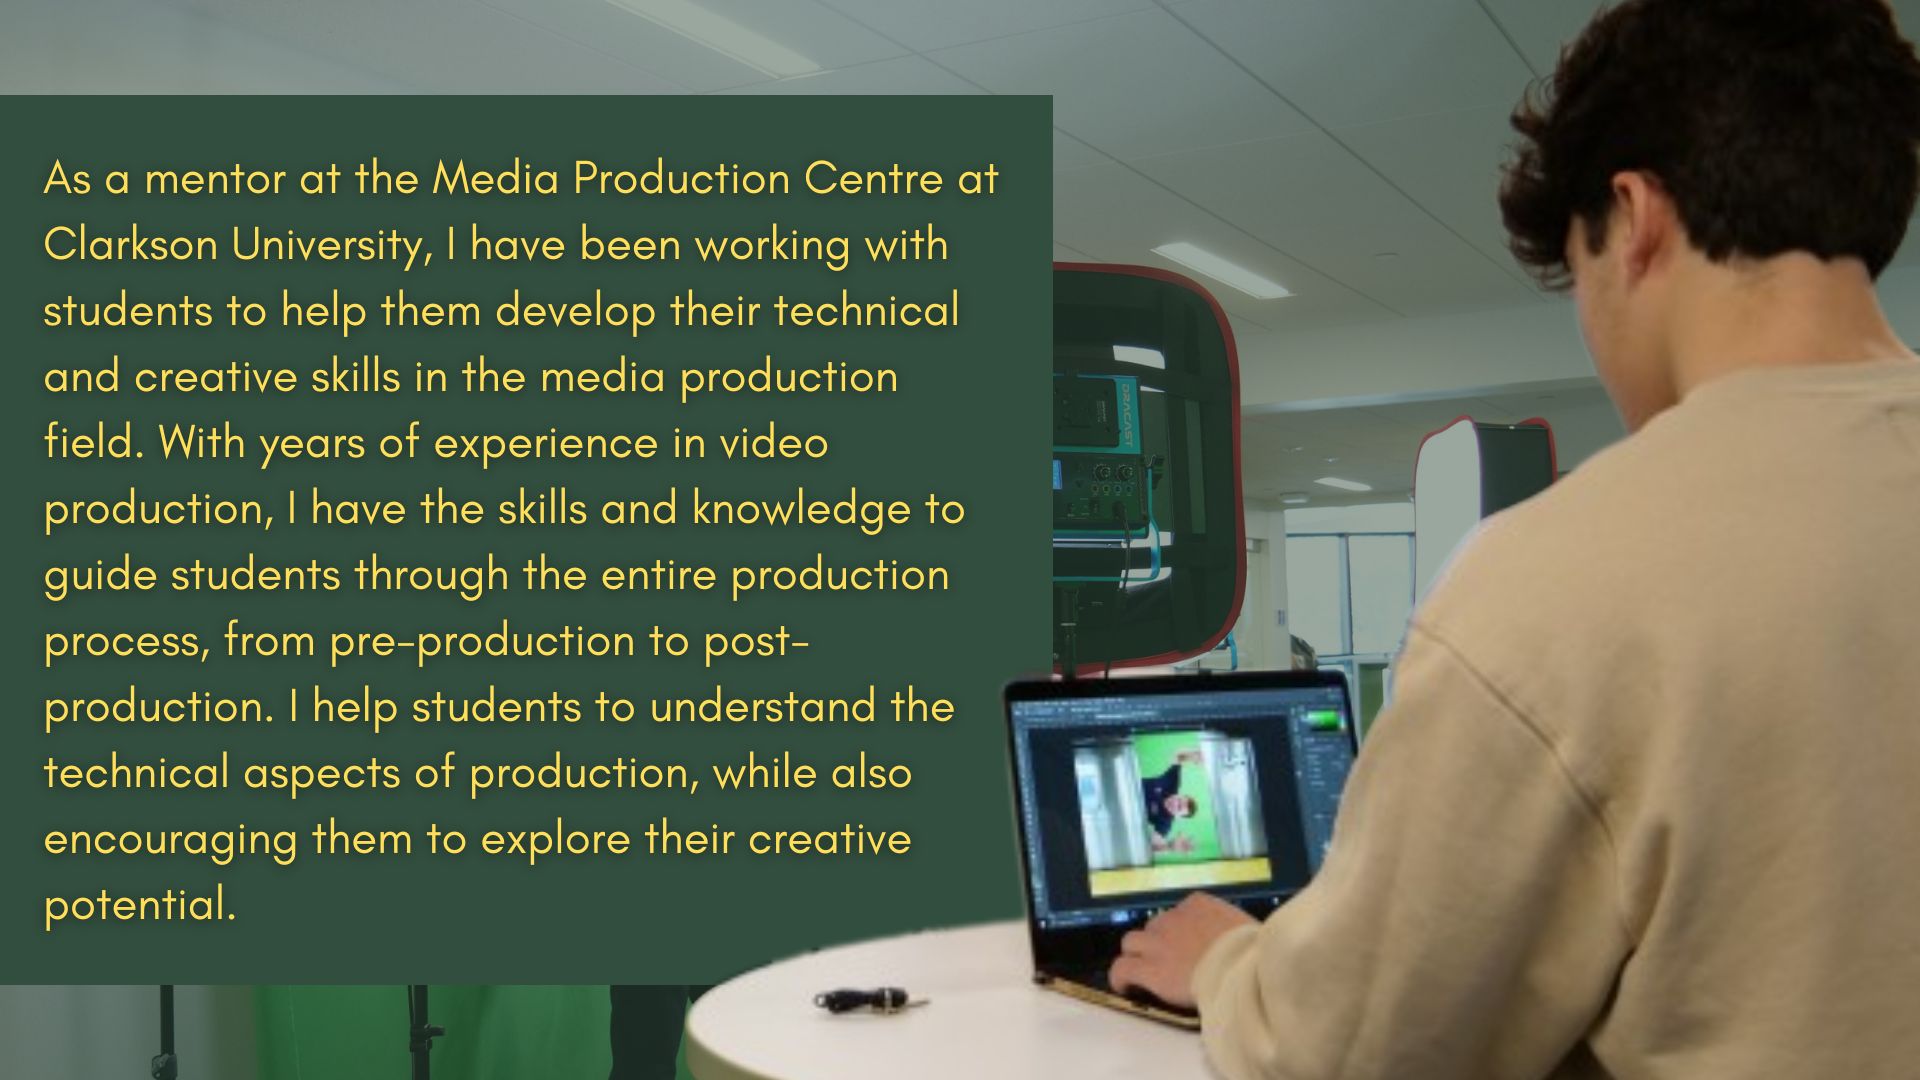 As a mentor at the Media Production Centre at
Clarkson University, I have been working with
students to help them develop their technical
and creative skills in the media production
field. With years of experience in video
production, I have the skills and knowledge to
guide students through the entire production
process, from pre-production to post-
production. I help students to understand the
technical aspects of production, while also
encouraging them to explore their creative
potential.
DRACAST